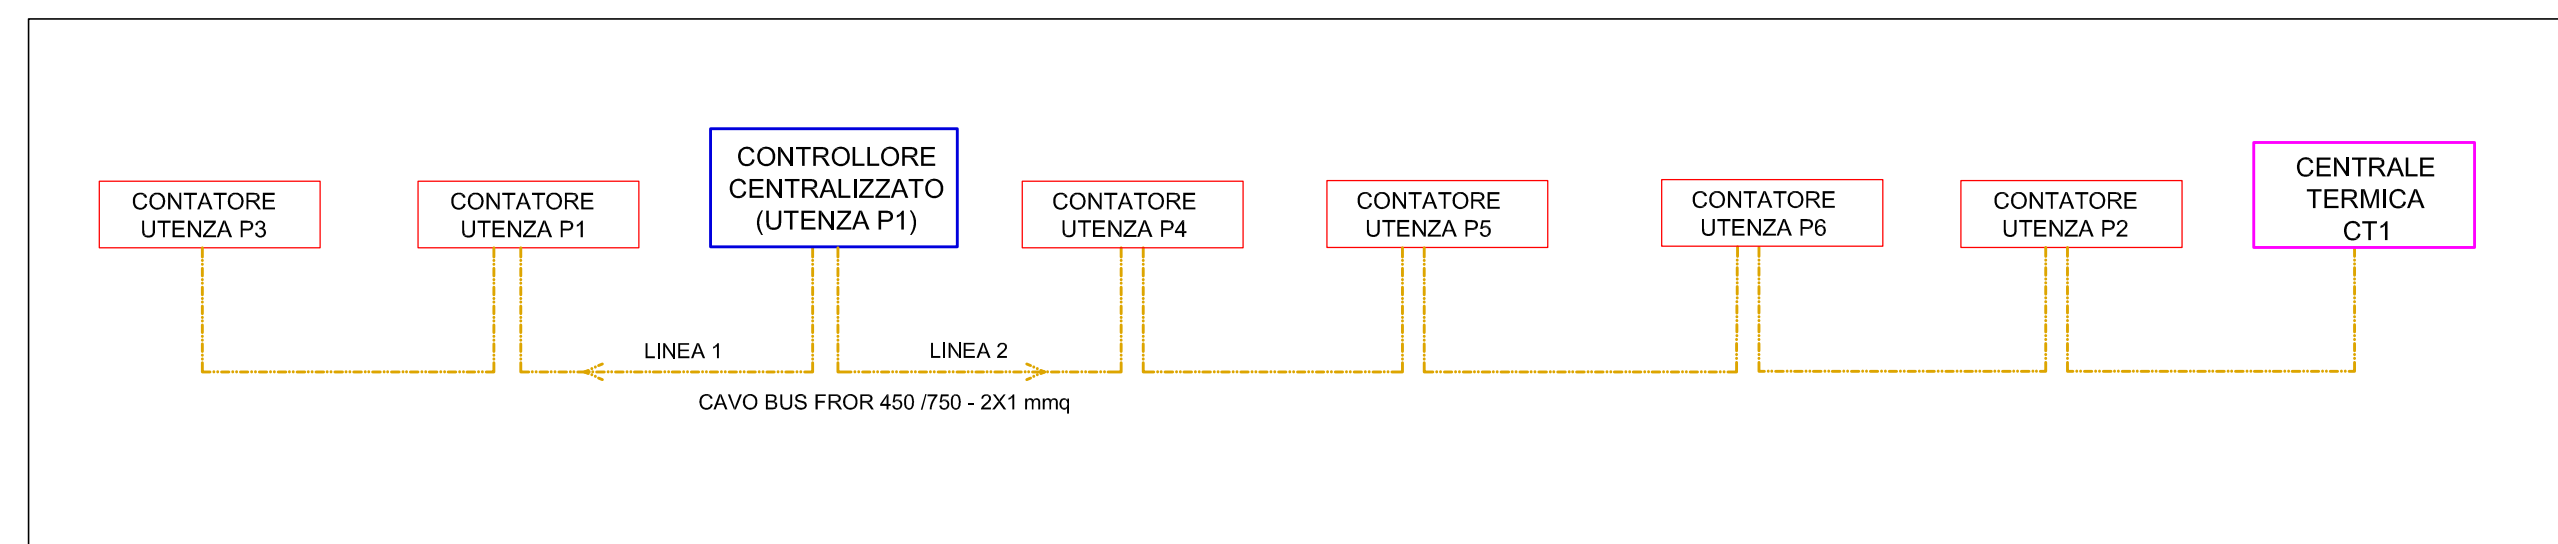 CONTATORE
UTENZA P3
CONTATORE
UTENZA P1
CONTROLLORE
CENTRALIZZATO
(UTENZA P1)
CONTATORE
UTENZA P4
CONTATORE
UTENZA P5
CONTATORE
UTENZA P6
CONTATORE
UTENZA P2
CENTRALE
TERMICA
CT1
LINEA 1
LINEA 2
CAVO BUS FROR 450 /750 - 2X1 mmq